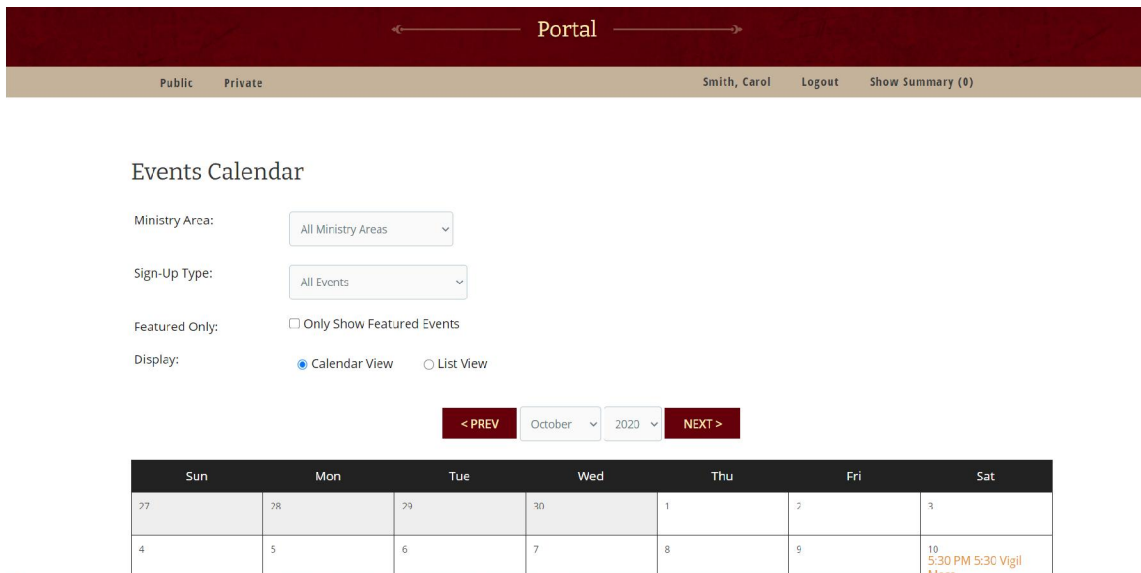 Portal
Public Private Smith, Carol Logout Show Summary (0)
Events Calendar
Ministry Area: All Ministry Areas
Sign-Up Type: All Events
Featured Only: Only Show Featured Events
Display: Calendar View List View
< PREV October 2020 NEXT >
Sun Mon Tue Wed Thu Fri Sat
27 28 29 30 1 2 3
4 5 6 7 8 9 10
5:30 PM 5:30 Vigil